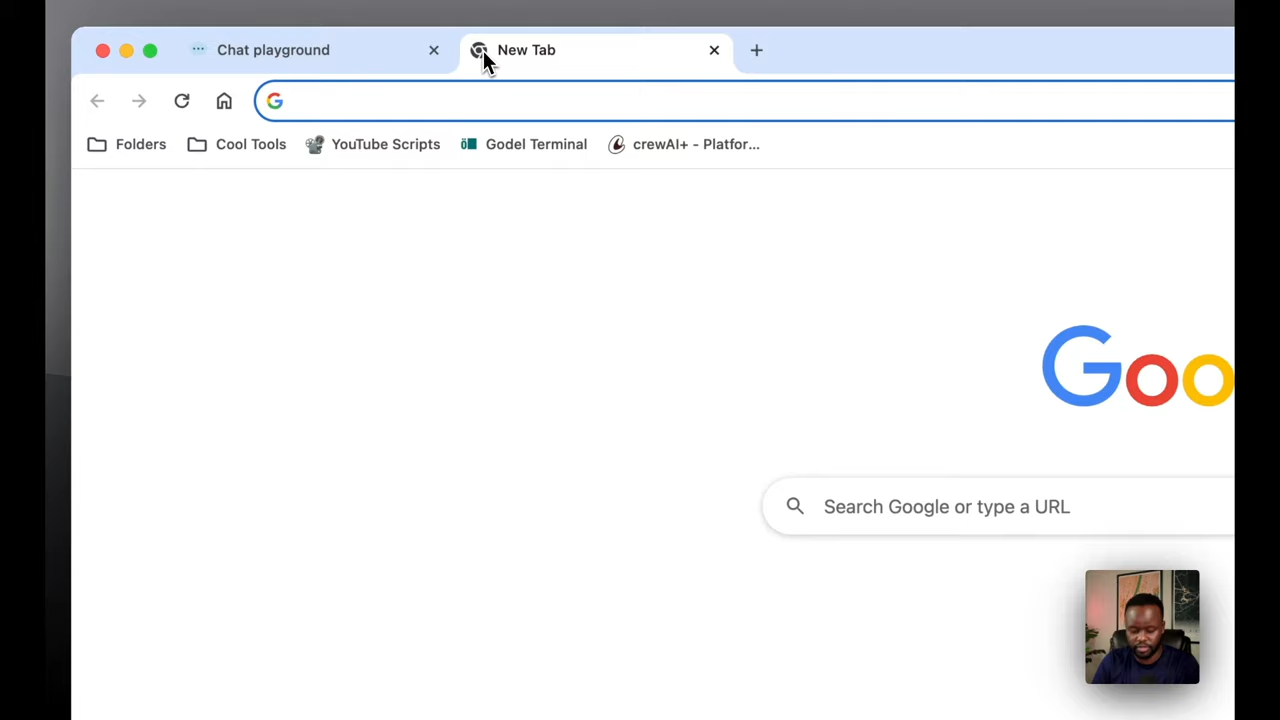 Chat playground
New Tab
Folders
Cool Tools
YouTube Scripts
Godel Terminal
crewAI+ - Platfor...
Goo
Search Google or type a URL